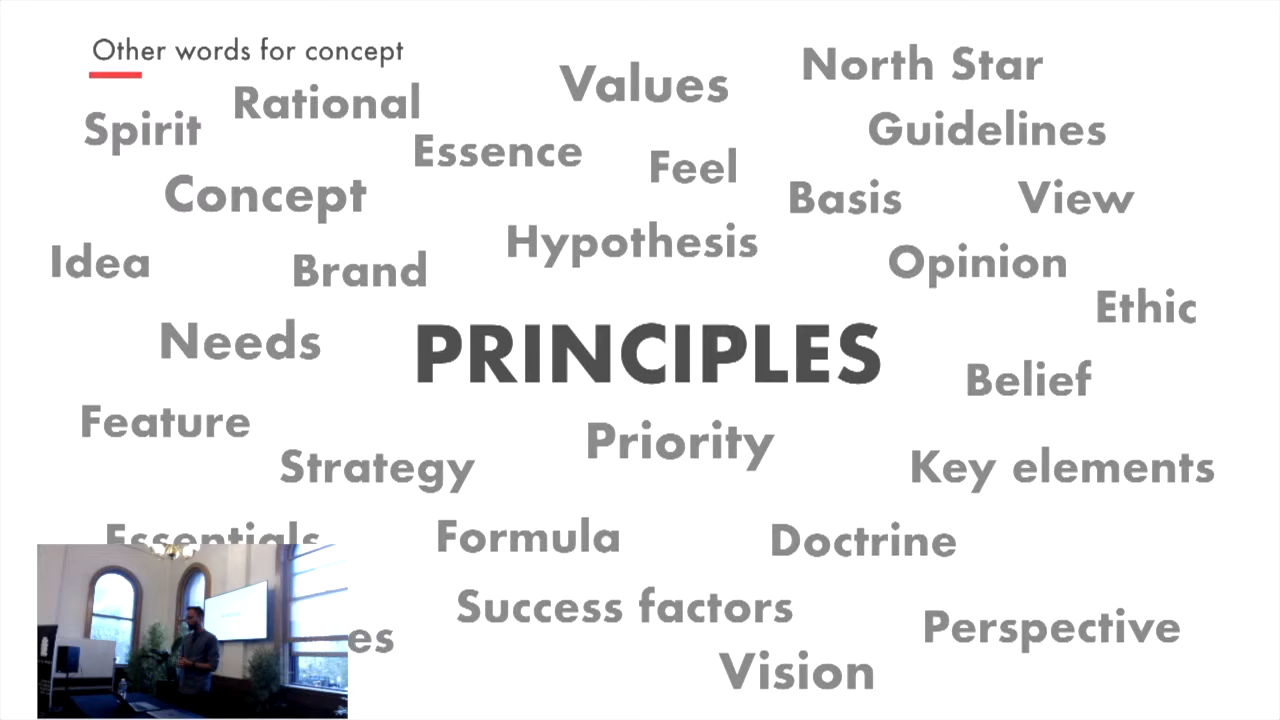 Other words for concept
North Star
Values
Rational
Spirit
Guidelines
Essence
Feel
Concept
Basis
View
Hypothesis
Idea
Brand
Opinion
Ethic
Needs
PRINCIPLES
Belief
Feature
Priority
Strategy
Key elements
Essentials
Formula
Doctrine
Success factors
Perspective
Vision